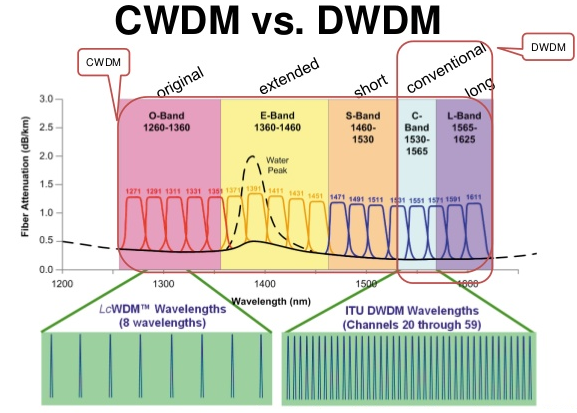 CWDM vs. DWDM
CWDM
DWDM
original
extended
short
conventional
long
3.0
2.5
2.0
1.5
1.0
0.5
0.0
Fiber Attenuation (dB/km)
O-Band
1260-1360
E-Band
1360-1460
S-Band
1460-
1530
C-
Band
1530-
1565
L-Band
1565-
1625
Water
Peak
1271 1291 1311 1331 1351 1371 1391 1411 1431 1451 1471 1491 1511 1531 1551 1571 1591 1611
1200 1300 1400 1500 1600
Wavelength (nm)
LcWDM™ Wavelengths
(8 wavelengths)
ITU DWDM Wavelengths
(Channels 20 through 59)